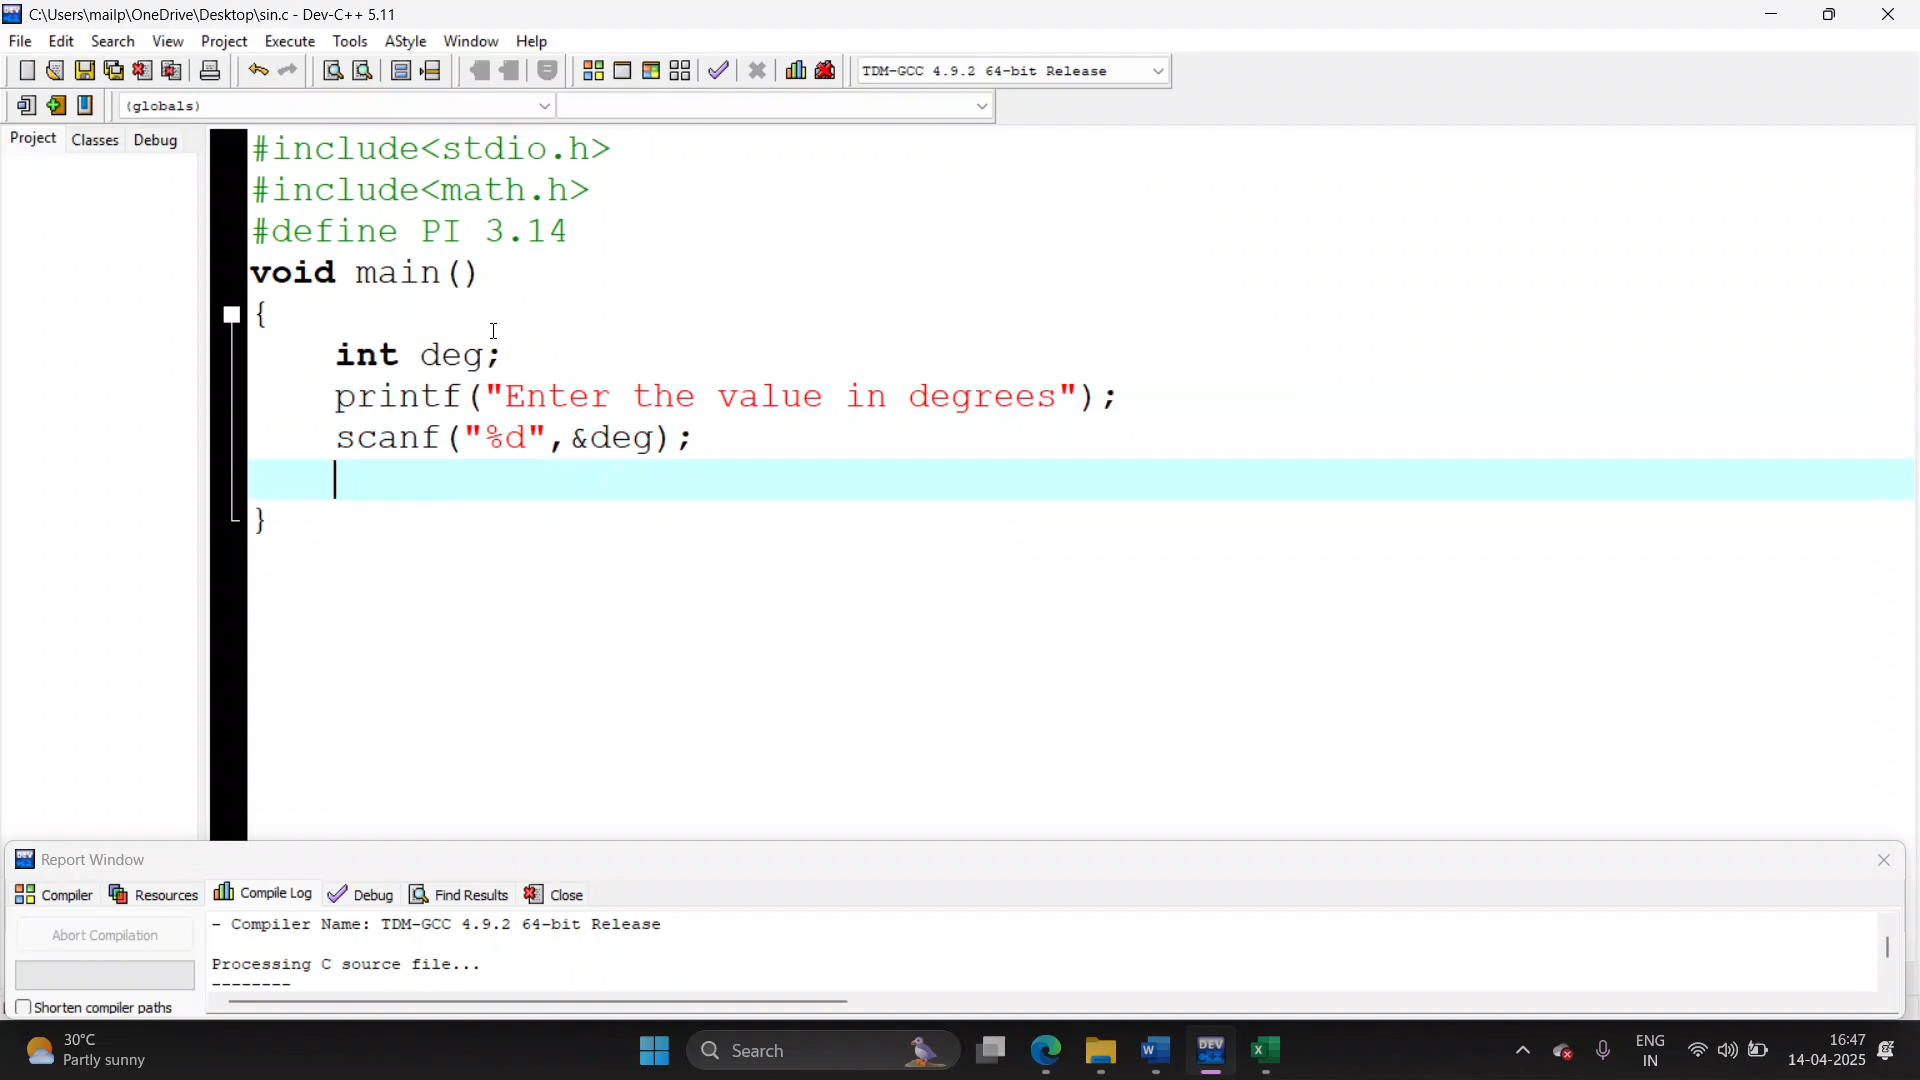 C:\Users\mailp\OneDrive\Desktop\sin.c - Dev-C++ 5.11
File Edit Search View Project Execute Tools AStyle Window Help
TDM-GCC 4.9.2 64-bit Release
(globals)
Project Classes Debug
#include<stdio.h>
#include<math.h>
#define PI 3.14
void main()
{
int deg;
printf("Enter the value in degrees");
scanf("%d",&deg);
}
Report Window
Compiler Resources Compile Log Debug Find Results Close
Abort Compilation
Shorten compiler paths
- Compiler Name: TDM-GCC 4.9.2 64-bit Release
Processing C source file...
--------
30°C
Partly sunny
Search
DEV
ENG
IN
16:47
14-04-2025